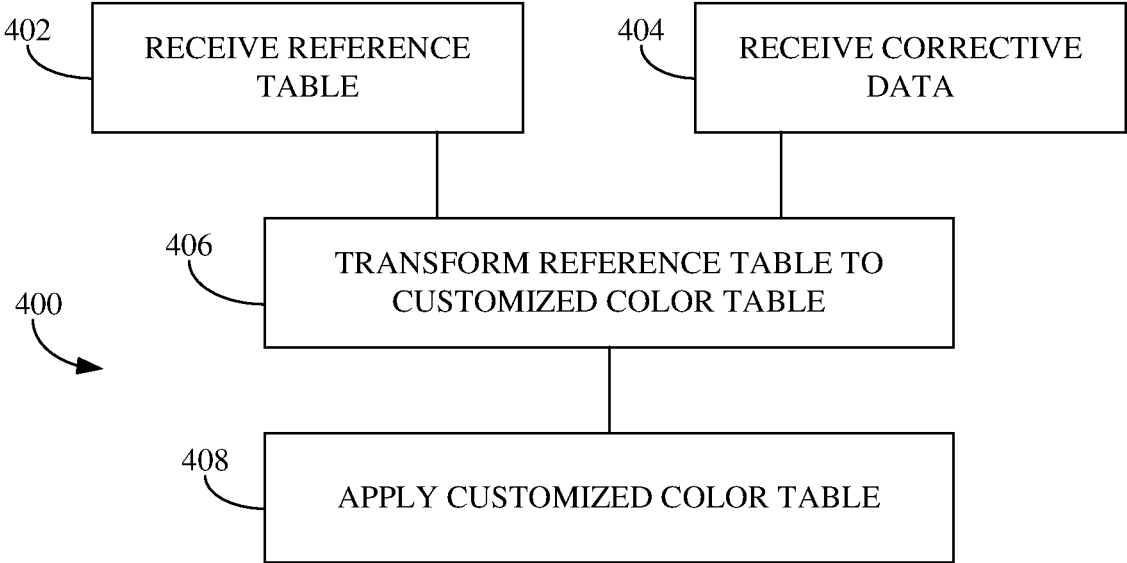 402
RECEIVE REFERENCE
TABLE
404
RECEIVE CORRECTIVE
DATA
406
TRANSFORM REFERENCE TABLE TO
CUSTOMIZED COLOR TABLE
400
408
APPLY CUSTOMIZED COLOR TABLE